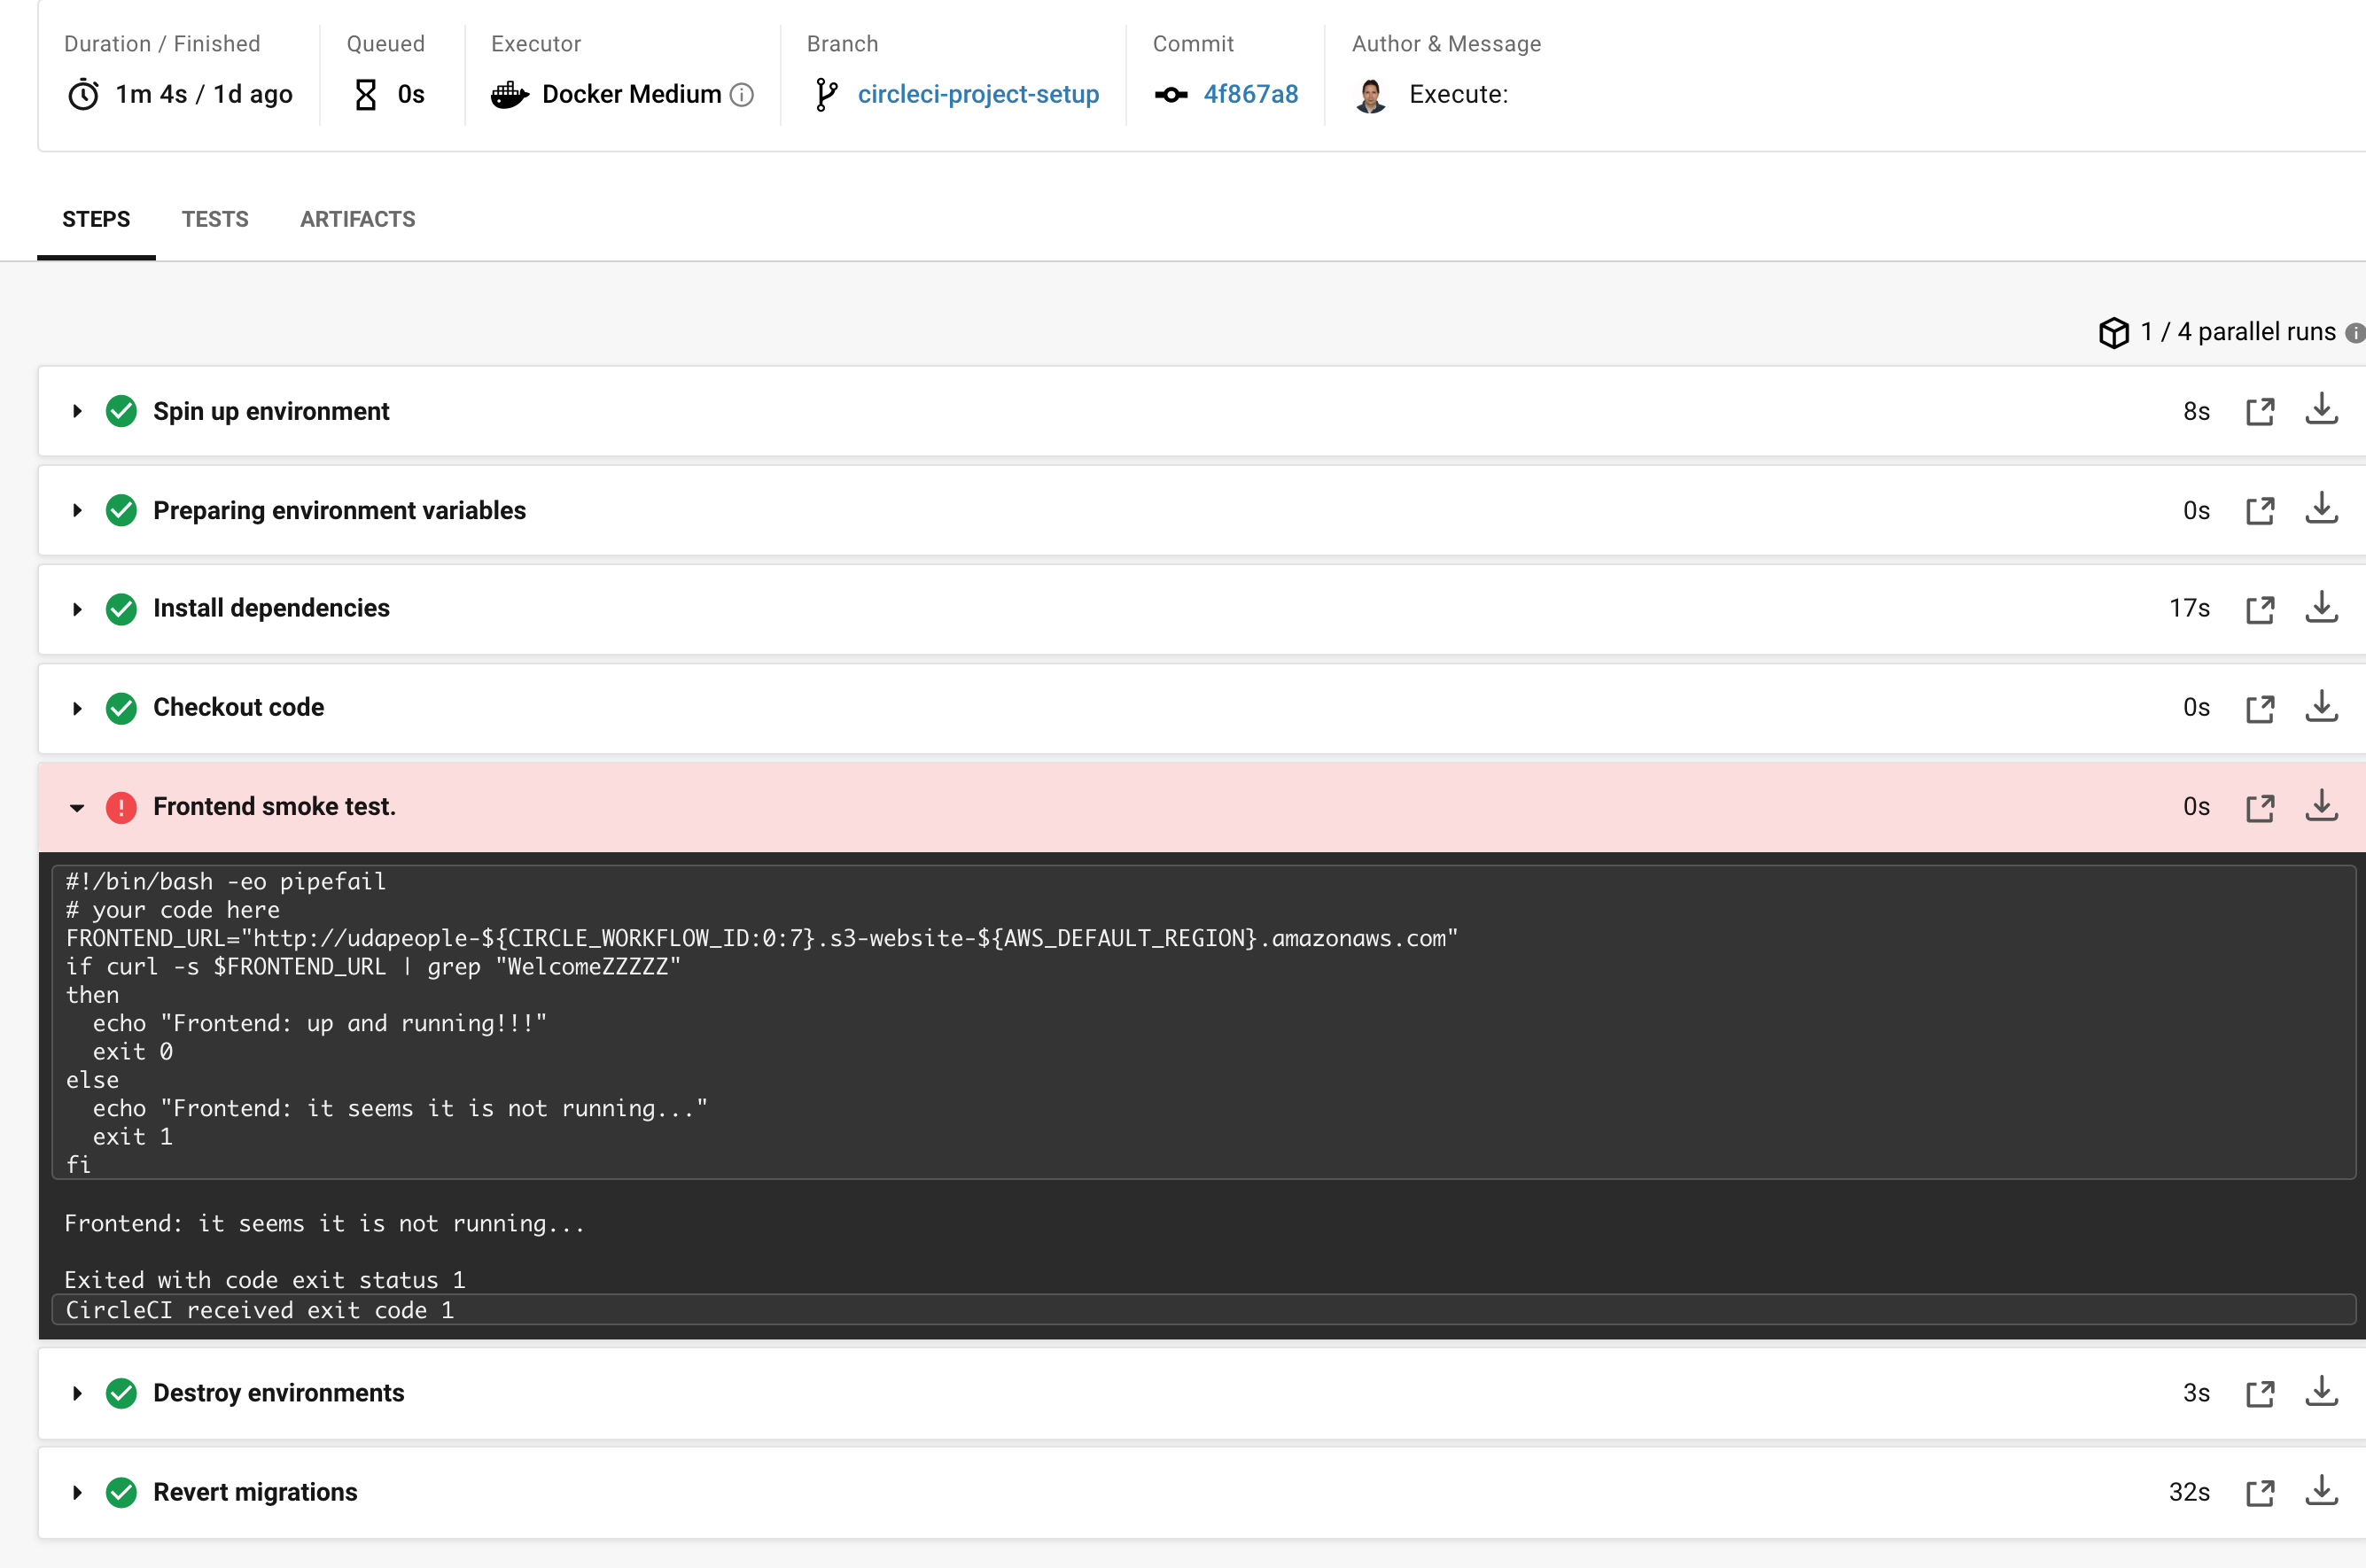 Duration / Finished
1m 4s / 1d ago
Queued
0s
Executor
Docker Medium
Branch
circleci-project-setup
Commit
4f867a8
Author & Message
Execute:
STEPS TESTS ARTIFACTS
1 / 4 parallel runs
Spin up environment 8s
Preparing environment variables 0s
Install dependencies 17s
Checkout code 0s
Frontend smoke test. 0s
#!/bin/bash -eo pipefail
# your code here
FRONTEND_URL="http://udapeople-${CIRCLE_WORKFLOW_ID:0:7}.s3-website-${AWS_DEFAULT_REGION}.amazonaws.com"
if curl -s $FRONTEND_URL | grep "WelcomeZZZZZ"
then
  echo "Frontend: up and running!!!"
  exit 0
else
  echo "Frontend: it seems it is not running..."
  exit 1
fi
Frontend: it seems it is not running...
Exited with code exit status 1
CircleCI received exit code 1
Destroy environments 3s
Revert migrations 32s